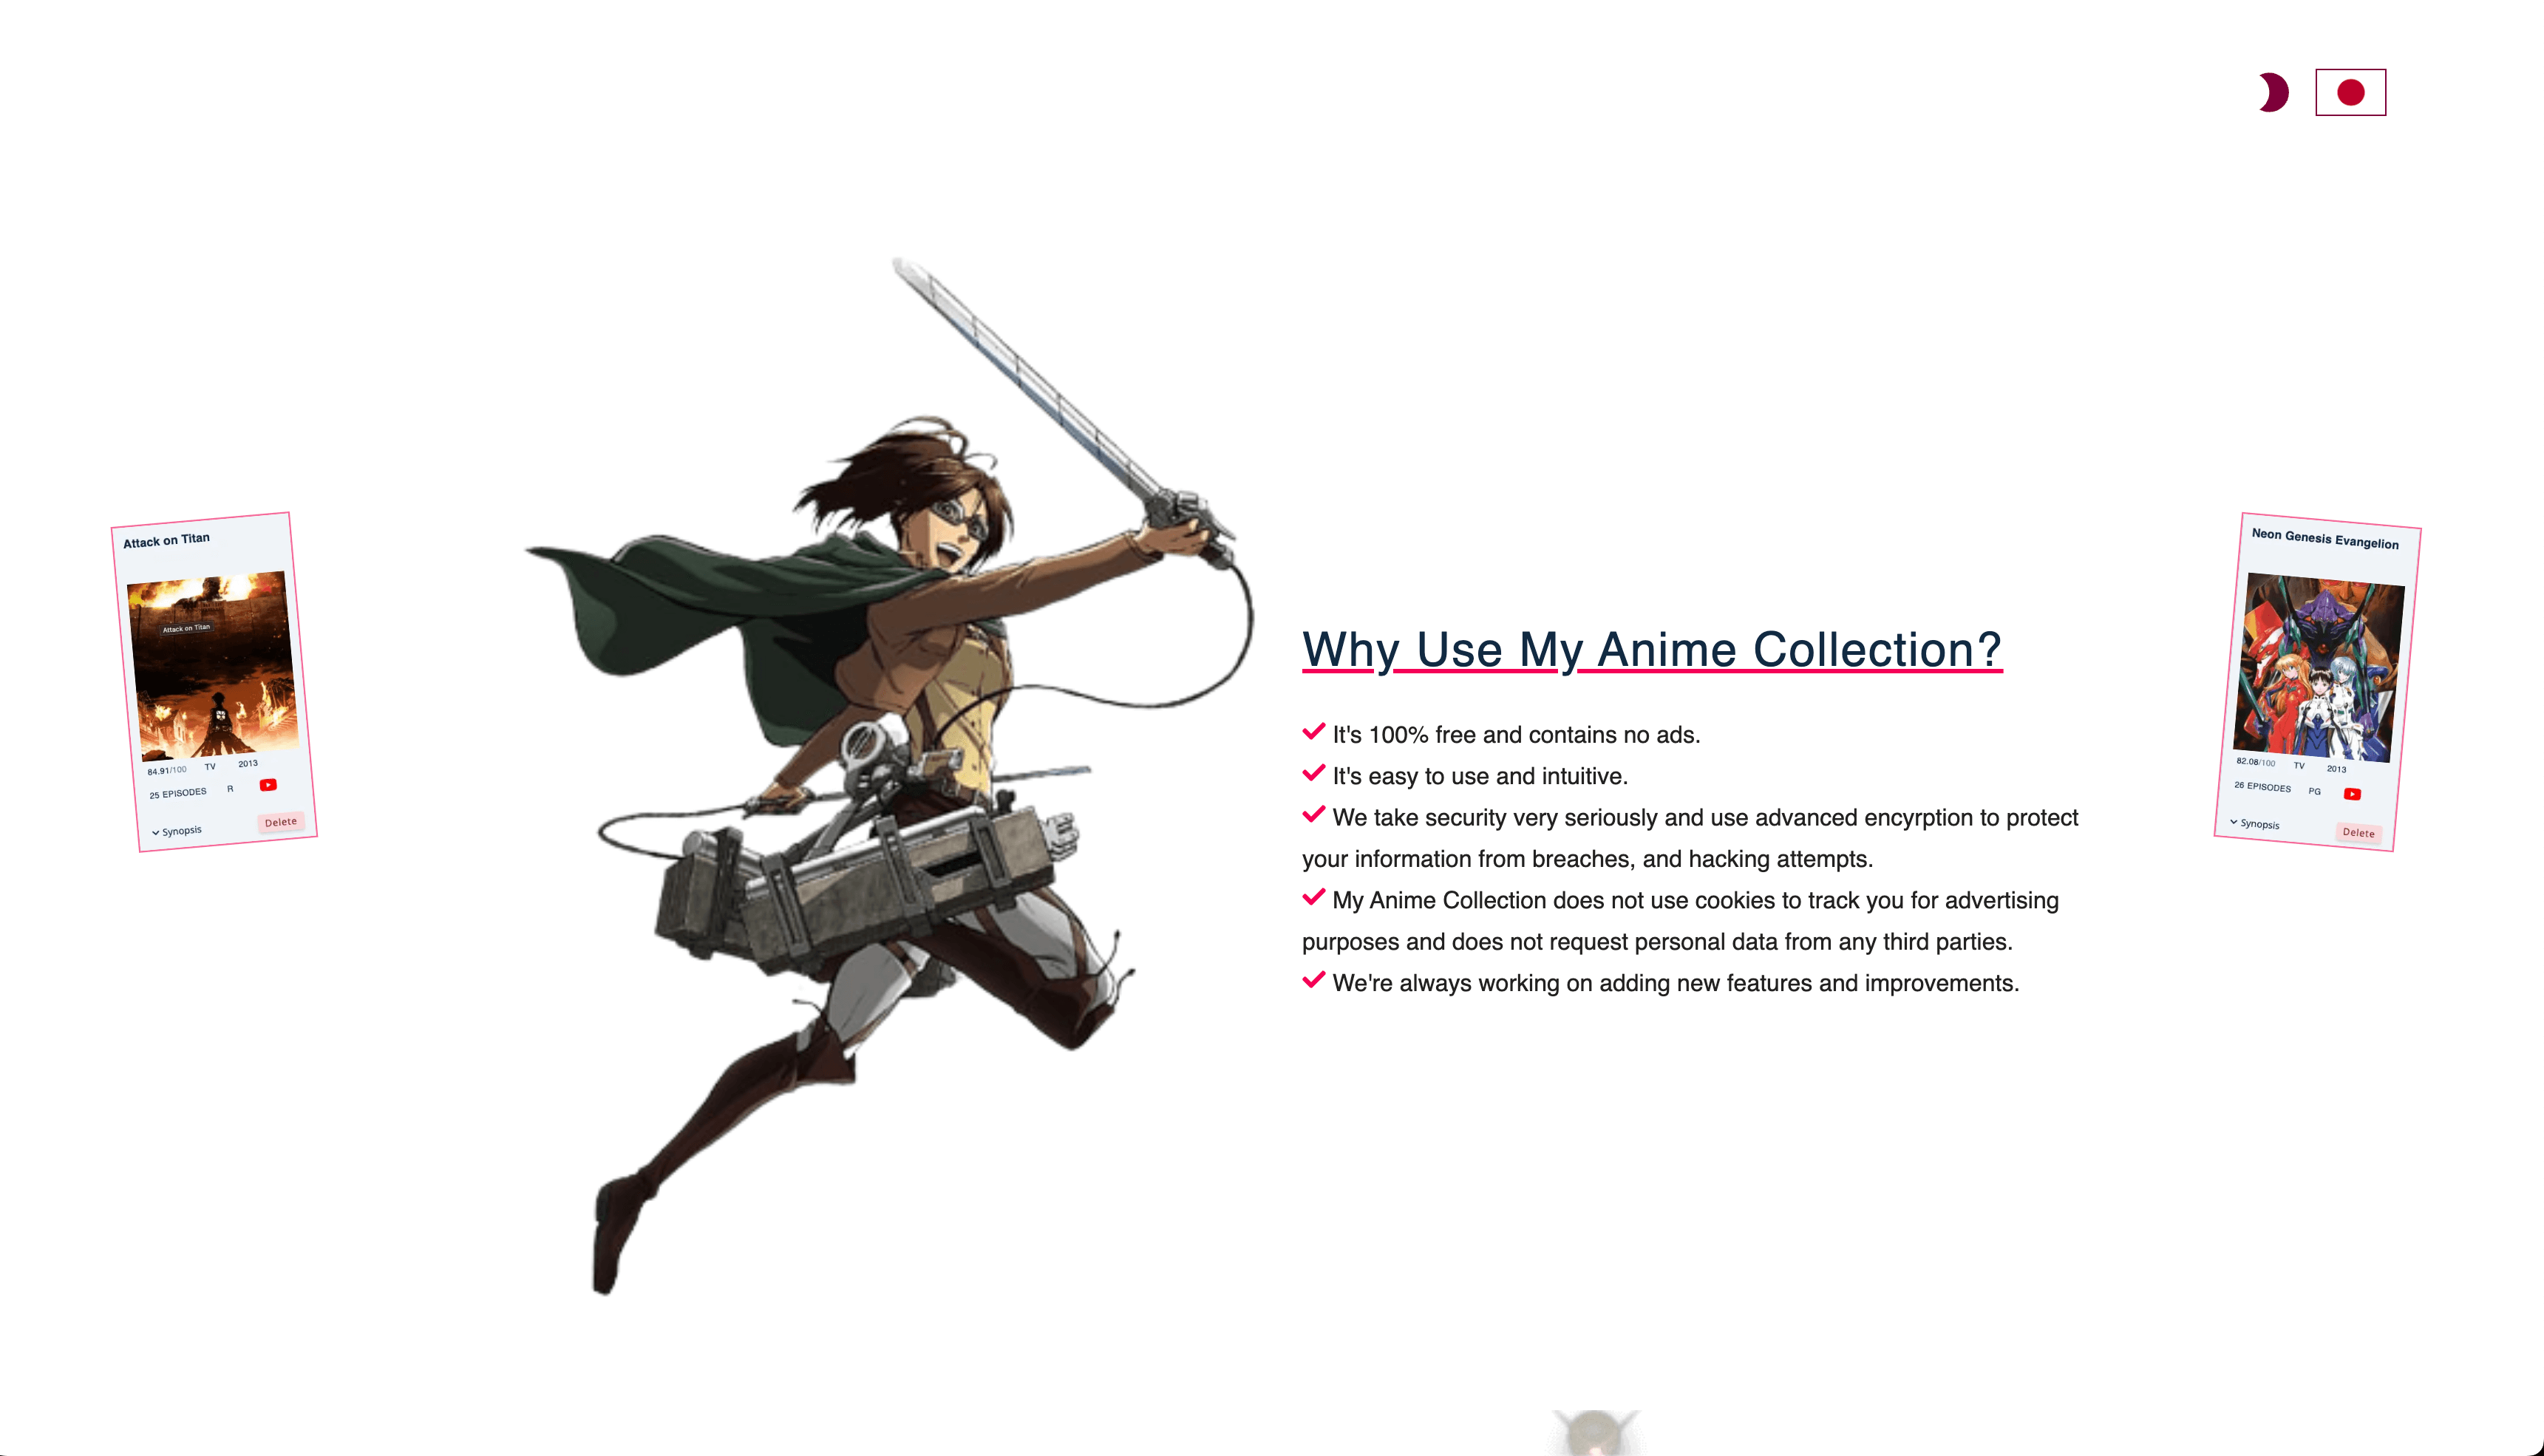 Attack on Titan
Attack on Titan
84.91/100 TV 2013
25 EPISODES R
Synopsis Delete
Why Use My Anime Collection?
It's 100% free and contains no ads.
It's easy to use and intuitive.
We take security very seriously and use advanced encyrption to protect
your information from breaches, and hacking attempts.
My Anime Collection does not use cookies to track you for advertising
purposes and does not request personal data from any third parties.
We're always working on adding new features and improvements.
Neon Genesis Evangelion
82.08/100 TV 2013
26 EPISODES PG
Synopsis Delete